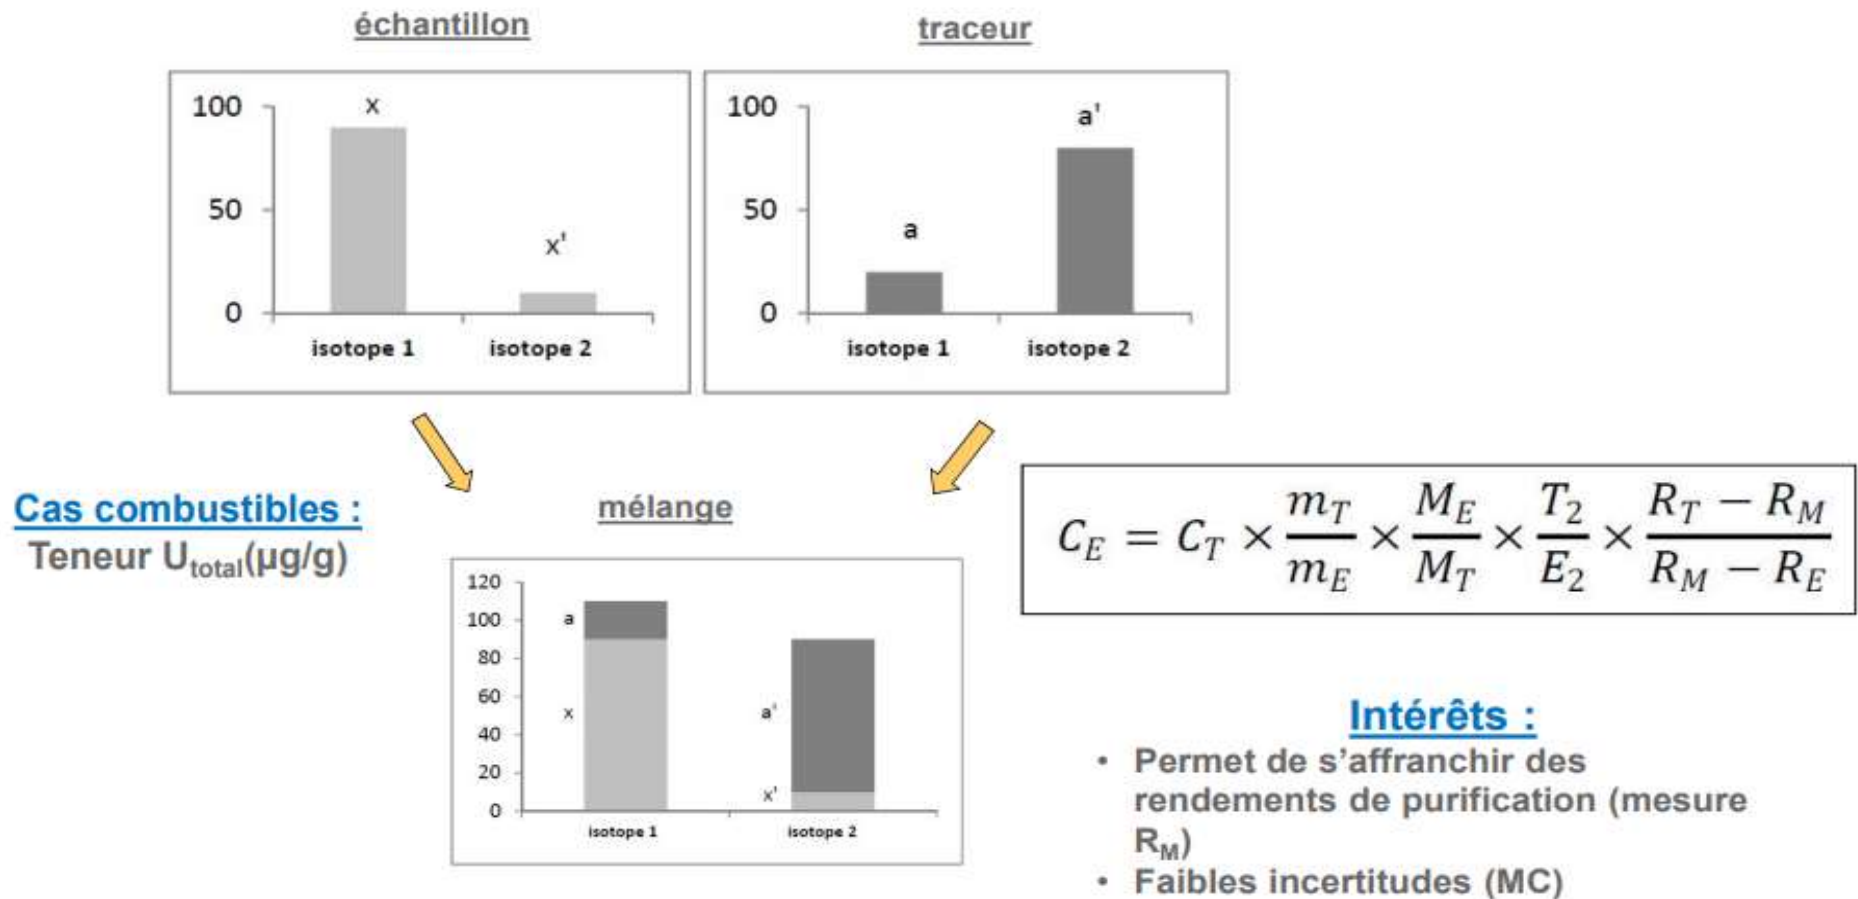 échantillon
traceur
100
50
0
x
x'
isotope 1
isotope 2
100
50
0
a
a'
isotope 1
isotope 2
Cas combustibles :
Teneur Utotal(µg/g)
mélange
120
100
80
60
40
20
0
a
x
a'
x'
isotope 1
isotope 2
C_E = C_T × m_T/m_E × M_E/M_T × T_2/E_2 × (R_T − R_M)/(R_M − R_E)
Intérêts :
• Permet de s'affranchir des
rendements de purification (mesure
RM)
• Faibles incertitudes (MC)